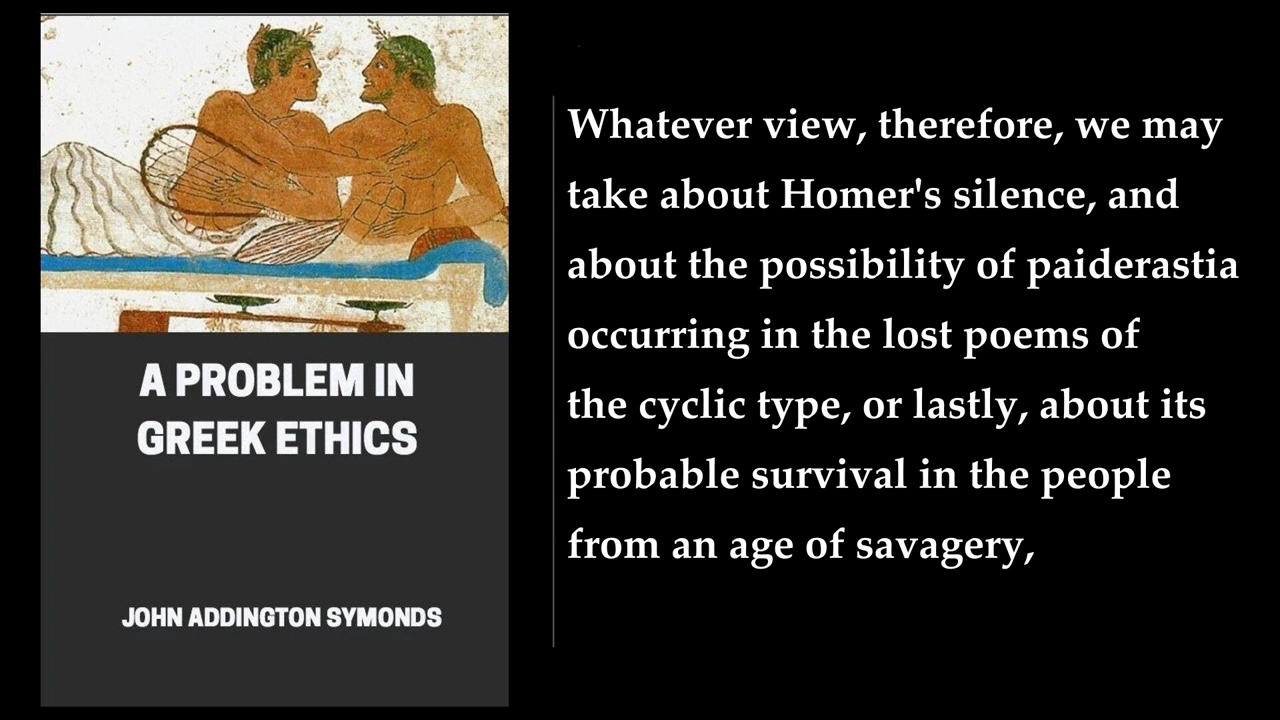 A PROBLEM IN
GREEK ETHICS
JOHN ADDINGTON SYMONDS
Whatever view, therefore, we may
take about Homer's silence, and
about the possibility of paiderastia
occurring in the lost poems of
the cyclic type, or lastly, about its
probable survival in the people
from an age of savagery,